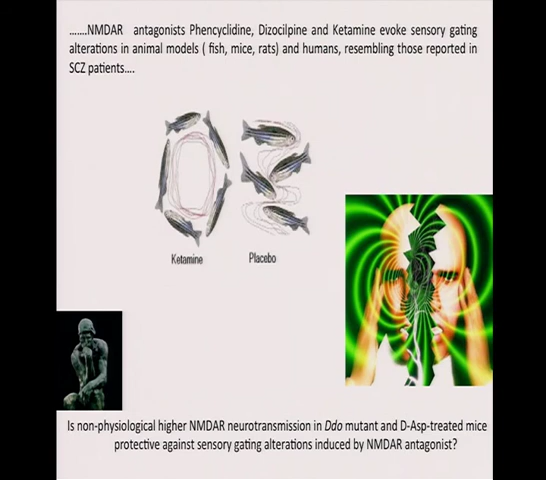 .......NMDAR antagonists Phencyclidine, Dizocilpine and Ketamine evoke sensory gating
alterations in animal models ( fish, mice, rats) and humans, resembling those reported in
SCZ patients....
Ketamine Placebo
Is non-physiological higher NMDAR neurotransmission in Ddo mutant and D-Asp-treated mice
protective against sensory gating alterations induced by NMDAR antagonist?